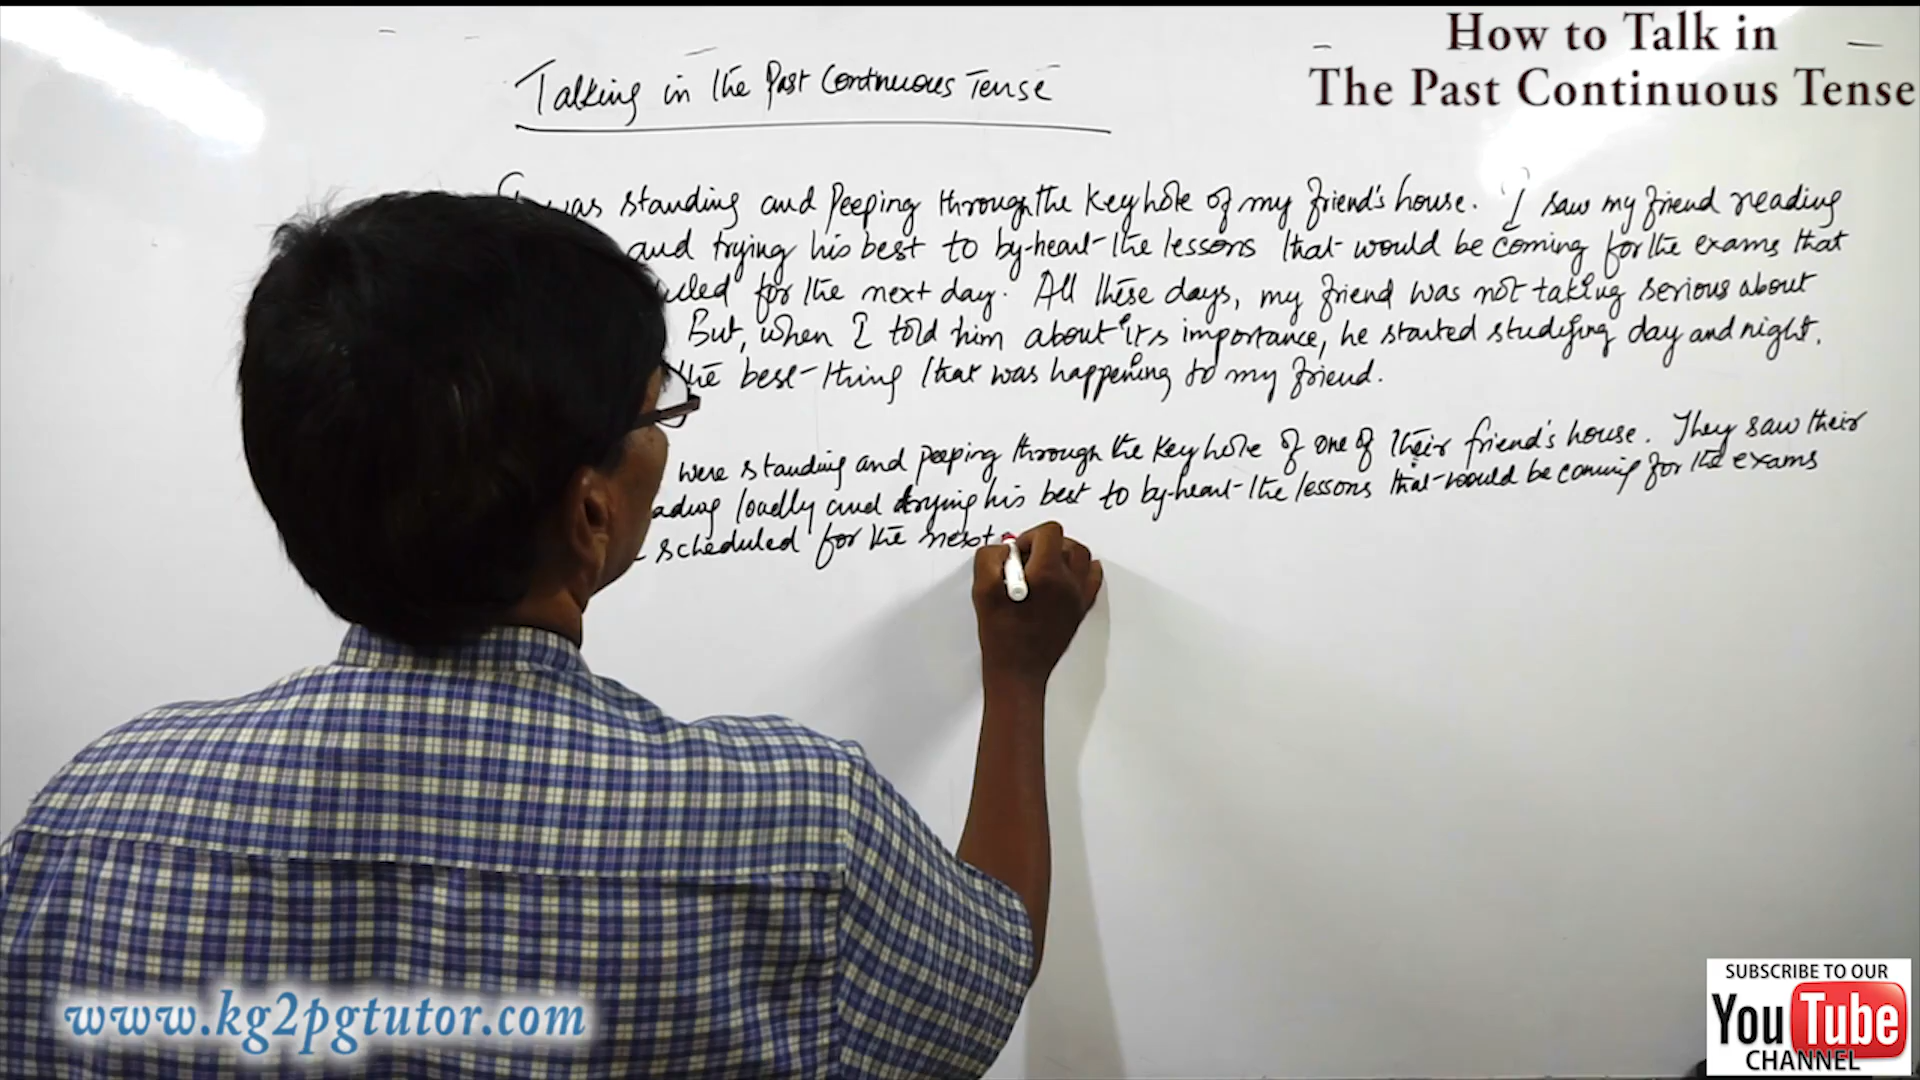 How to Talk in
The Past Continuous Tense
Talking in the Past Continuous Tense
was standing and Peeping through the Key hole of my friend's house. I saw my friend reading
and trying his best to by-heart the lessons that would be coming for the exams that
for the next day. All these days, my friend was not taking serious about
But, when I told him about it's importance, he started studying day and night.
the best thing that was happening to my friend.
were standing and peeping through the Key hole of one of their friend's house. They saw their
loudly and trying his best to by-heart the lessons that would be coming for the exams
scheduled for the next
www.kg2pgtutor.com
SUBSCRIBE TO OUR
YouTube
CHANNEL